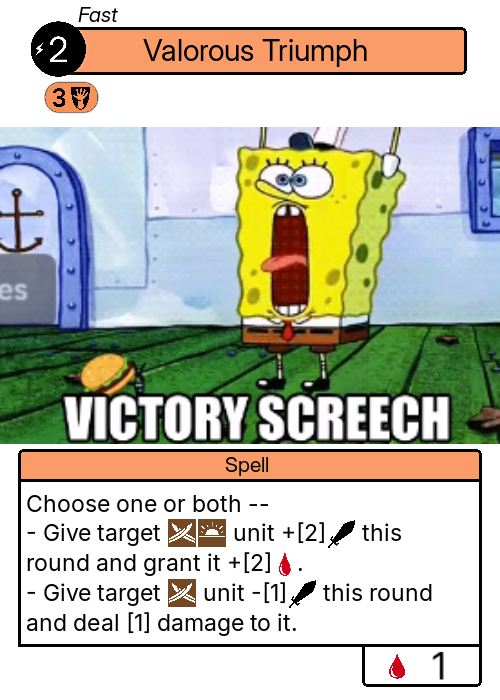 Fast
2
Valorous Triumph
3
es
VICTORY SCREECH
Spell
Choose one or both --
- Give target unit +[2] this
round and grant it +[2] .
- Give target unit -[1] this round
and deal [1] damage to it.
1